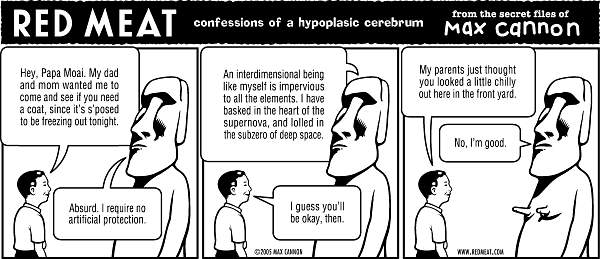 RED MEAT
confessions of a hypoplasic cerebrum
from the secret files of
max cannon
Hey, Papa Moai. My dad
and mom wanted me to
come and see if you need
a coat, since it's s'posed
to be freezing out tonight.
Absurd. I require no
artificial protection.
An interdimensional being
like myself is impervious
to all the elements. I have
basked in the heart of the
supernova, and lolled in
the subzero of deep space.
I guess you'll
be okay, then.
©2005 MAX CANNON
My parents just thought
you looked a little chilly
out here in the front yard.
No, I'm good.
WWW.REDMEAT.COM